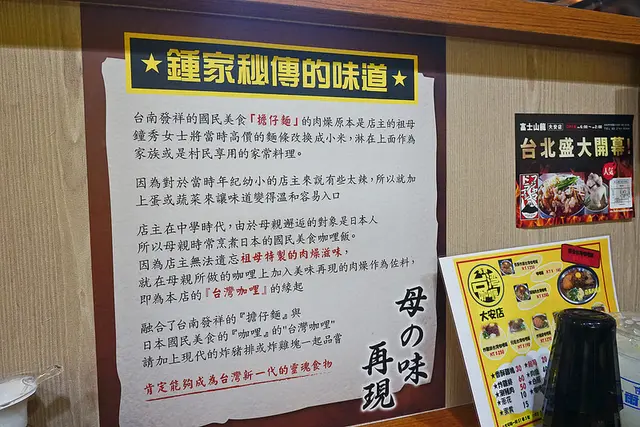 ★鍾家秘傳的味道★
台南發祥的國民美食「擔仔麵」的肉燥原本是店主的祖母
鍾秀女士將當時高價的麵條改換成小米，淋在上面作為
家族或是村民享用的家常料理。
因為對於當時年紀幼小的店主來說有些太辣，所以就加
上蛋或蔬菜來讓味道變得溫和容易入口
店主在中學時代，由於母親邂逅的對象是日本人
所以母親時常烹煮日本的國民美食咖哩飯。
因為店主無法遺忘祖母特製的肉燥滋味，
就在母親所做的咖哩上加入美味再現的肉燥作為佐料，
即為本店的『台灣咖哩』的緣起
融合了台南發祥的『擔仔麵』與
日本國民美食的『咖哩』的"台灣咖哩"
請加上現代的炸豬排或炸雞塊一起品嘗
肯定能夠成為台灣新一代的靈魂食物
母の味
再現
富士山龍 大安店
台北盛大開幕！
人気
大安店